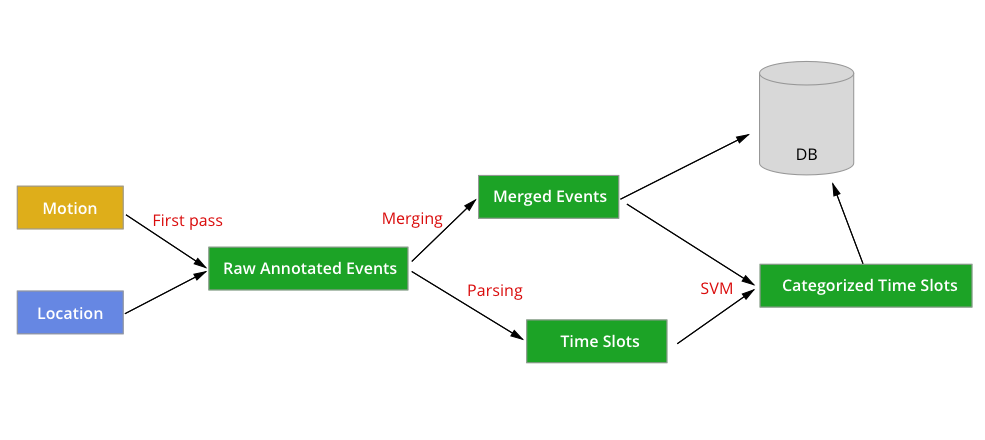 Motion
First pass
Location
Raw Annotated Events
Merging
Parsing
Merged Events
Time Slots
SVM
DB
Categorized Time Slots